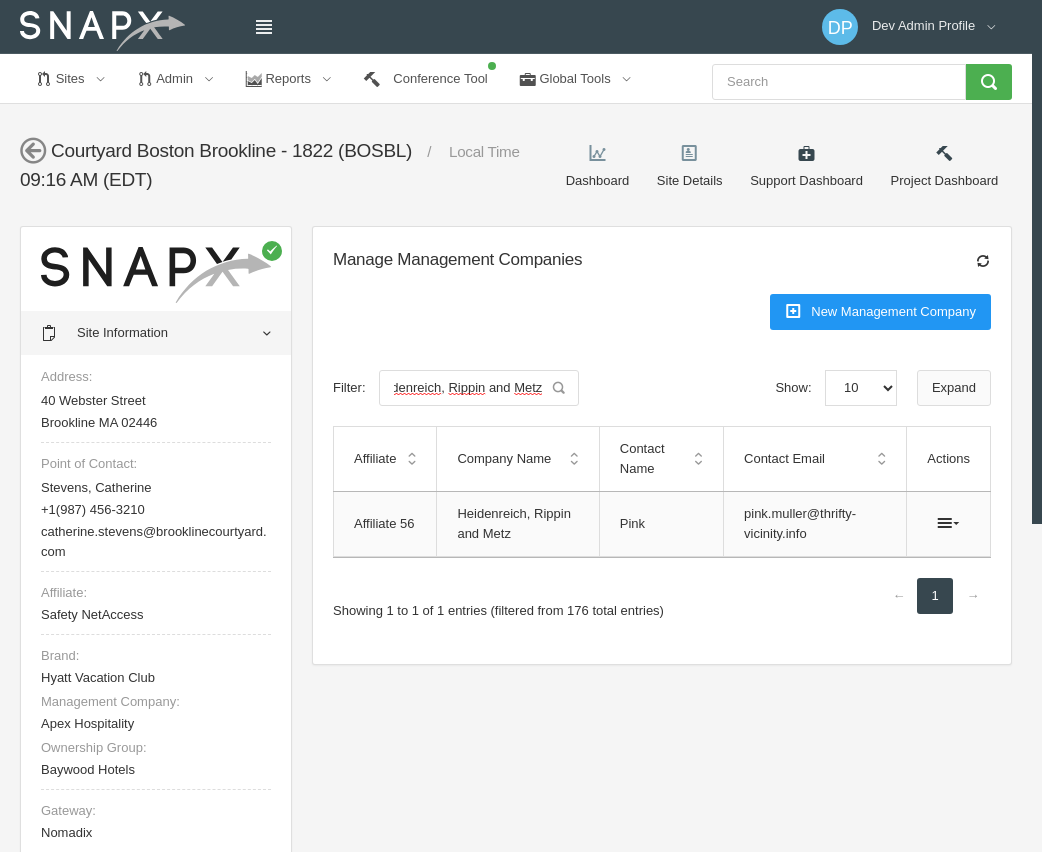 SNAPX
DP
Dev Admin Profile
Sites
Admin
Reports
Conference Tool
Global Tools
Search
Courtyard Boston Brookline - 1822 (BOSBL) / Local Time
09:16 AM (EDT)
Dashboard
Site Details
Support Dashboard
Project Dashboard
SNAPX
Site Information
Address:
40 Webster Street
Brookline MA 02446
Point of Contact:
Stevens, Catherine
+1(987) 456-3210
catherine.stevens@brooklinecourtyard.
com
Affiliate:
Safety NetAccess
Brand:
Hyatt Vacation Club
Management Company:
Apex Hospitality
Ownership Group:
Baywood Hotels
Gateway:
Nomadix
Manage Management Companies
New Management Company
Filter:
denreich, Rippin and Metz
Show:
10
Expand
Affiliate
Company Name
Contact
Name
Contact Email
Actions
Affiliate 56
Heidenreich, Rippin
and Metz
Pink
pink.muller@thrifty-
vicinity.info
Showing 1 to 1 of 1 entries (filtered from 176 total entries)
← 1 →